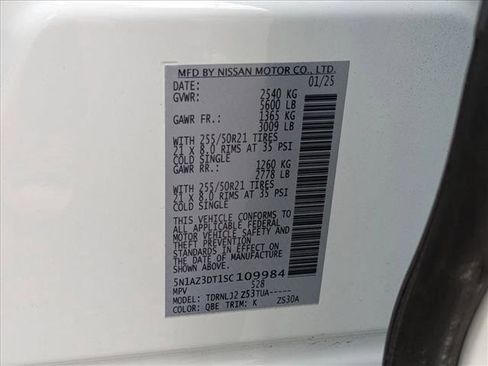 MFD BY NISSAN MOTOR CO., LTD.
DATE: 01/25
GVWR: 2540 KG
5600 LB
GAWR FR.: 1365 KG
3009 LB
WITH 255/50R21 TIRES
21 X 8.0 RIMS AT 35 PSI
COLD SINGLE
GAWR RR.: 1260 KG
2778 LB
WITH 255/50R21 TIRES
21 X 8.0 RIMS AT 35 PSI
COLD SINGLE
THIS VEHICLE CONFORMS TO
ALL APPLICABLE FEDERAL
MOTOR VEHICLE SAFETY AND
THEFT PREVENTION
STANDARDS IN EFFECT ON
THE DATE OF MANUFACTURE
SHOWN ABOVE.
5N1AZ3DT1SC109984
MPV 528
MODEL: TDRNLJ2 Z53TUA-----
COLOR: QBE TRIM: K ZS30A